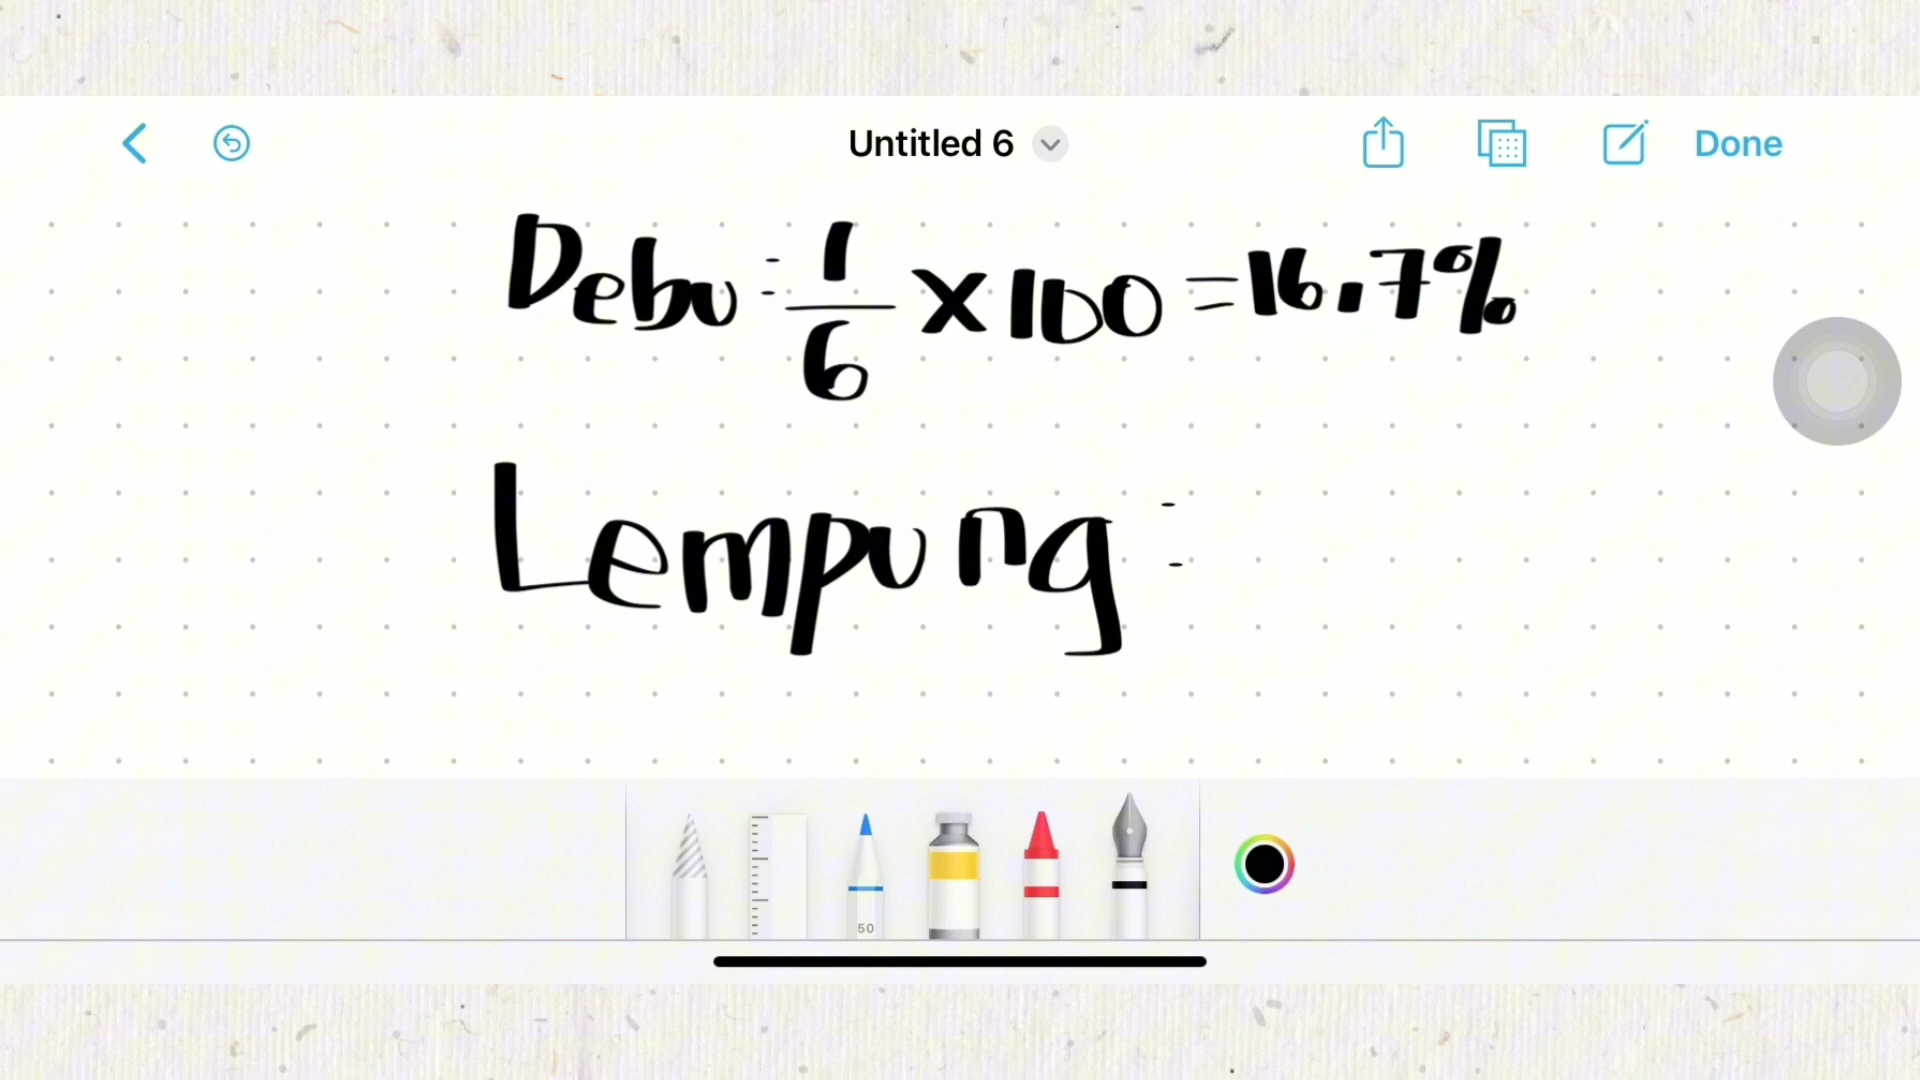 Untitled 6
Done
Debu = 1/6 x 100 = 16.7%
Lempung =
50